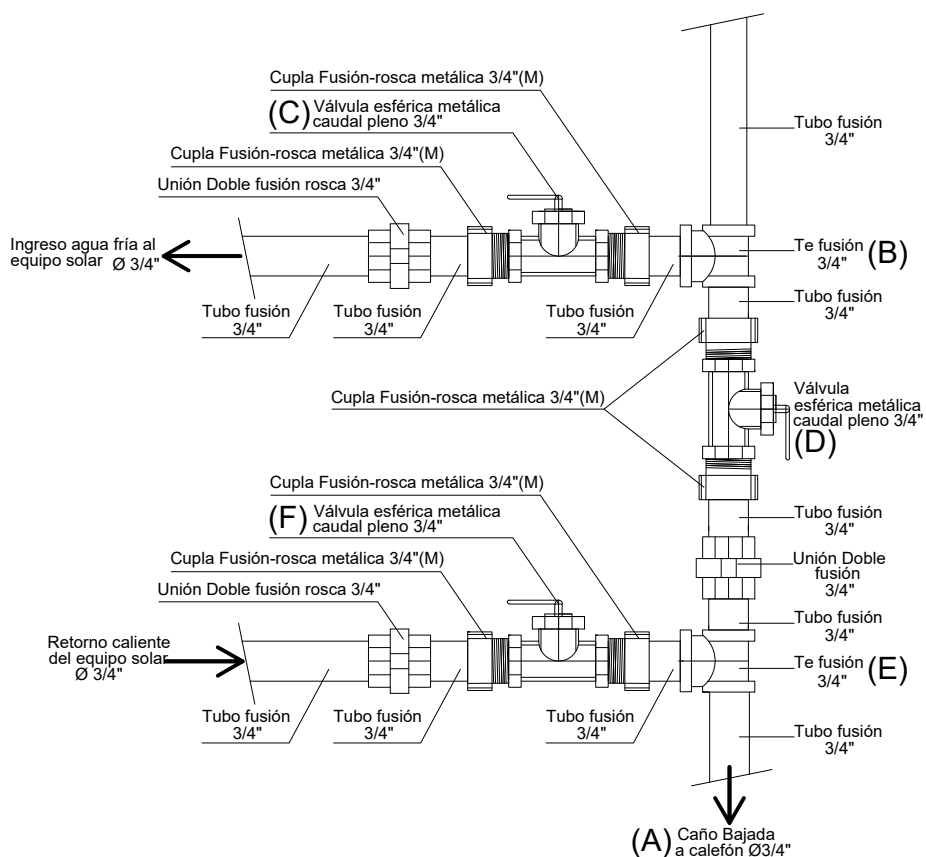 Cupla Fusión-rosca metálica 3/4"(M)
(C) Válvula esférica metálica
caudal pleno 3/4"
Cupla Fusión-rosca metálica 3/4"(M)
Unión Doble fusión rosca 3/4"
Tubo fusión
3/4"
Ingreso agua fría al
equipo solar Ø 3/4"
Te fusión
3/4" (B)
Tubo fusión
3/4"
Tubo fusión
3/4"
Tubo fusión
3/4"
Tubo fusión
3/4"
Cupla Fusión-rosca metálica 3/4"(M)
Válvula
esférica metálica
caudal pleno 3/4"
(D)
Cupla Fusión-rosca metálica 3/4"(M)
(F) Válvula esférica metálica
caudal pleno 3/4"
Cupla Fusión-rosca metálica 3/4"(M)
Unión Doble fusión rosca 3/4"
Tubo fusión
3/4"
Unión Doble
fusión
3/4"
Tubo fusión
3/4"
Retorno caliente
del equipo solar
Ø 3/4"
Te fusión
3/4" (E)
Tubo fusión
3/4"
Tubo fusión
3/4"
Tubo fusión
3/4"
Tubo fusión
3/4"
(A) Caño Bajada
a calefón Ø3/4"